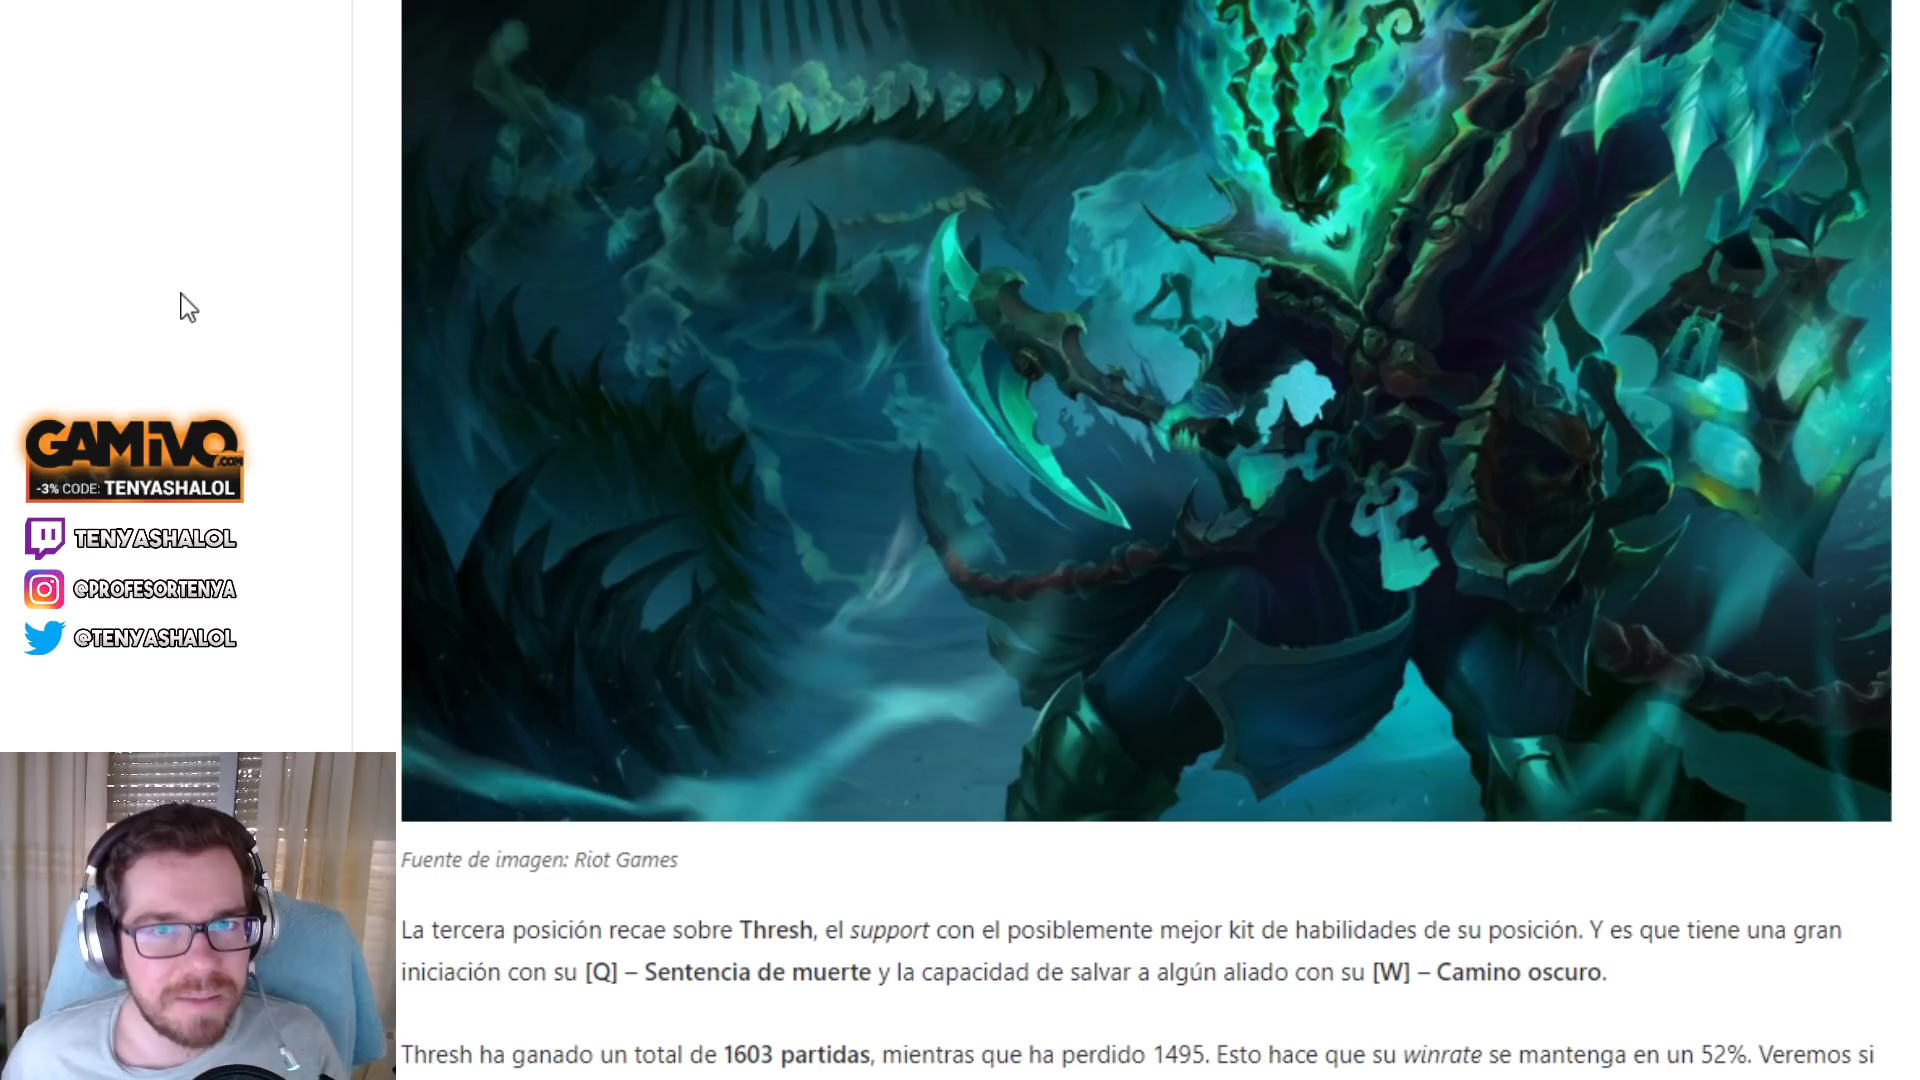 GAMIVO
.COM
-3% CODE: TENYASHALOL
TENYASHALOL
@PROFESORTENYA
@TENYASHALOL
Fuente de imagen: Riot Games
La tercera posición recae sobre Thresh, el support con el posiblemente mejor kit de habilidades de su posición. Y es que tiene una gran
iniciación con su [Q] – Sentencia de muerte y la capacidad de salvar a algún aliado con su [W] – Camino oscuro.
Thresh ha ganado un total de 1603 partidas, mientras que ha perdido 1495. Esto hace que su winrate se mantenga en un 52%. Veremos si